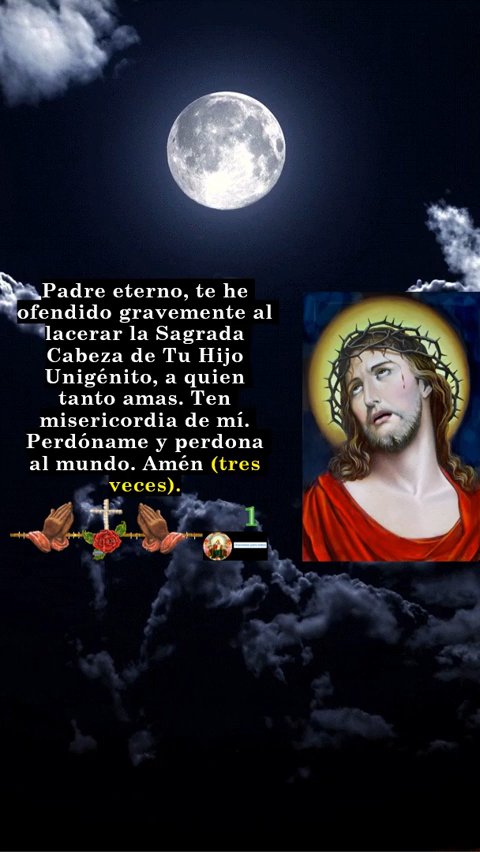 Padre eterno, te he
ofendido gravemente al
lacerar la Sagrada
Cabeza de Tu Hijo
Unigénito, a quien
tanto amas. Ten
misericordia de mí.
Perdóname y perdona
al mundo. Amén (tres
veces).
1